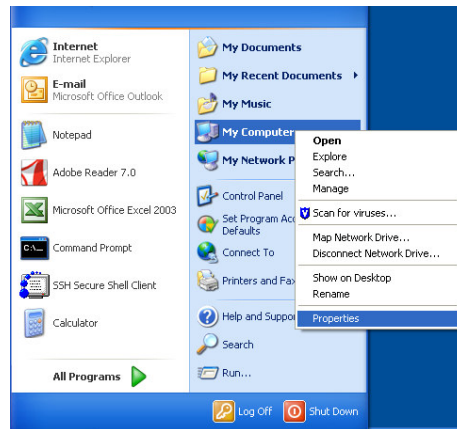 Internet
Internet Explorer
E-mail
Microsoft Office Outlook
Notepad
Adobe Reader 7.0
Microsoft Office Excel 2003
Command Prompt
SSH Secure Shell Client
Calculator
All Programs
My Documents
My Recent Documents
My Music
My Computer
My Network P
Control Panel
Set Program Acc
Defaults
Connect To
Printers and Fax
Help and Suppor
Search
Run...
Open
Explore
Search...
Manage
Scan for viruses...
Map Network Drive...
Disconnect Network Drive...
Show on Desktop
Rename
Properties
Log Off
Shut Down